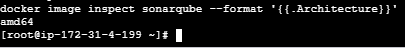 docker image inspect sonarqube --format '{{.Architecture}}'
amd64
[root@ip-172-31-4-199 ~]#